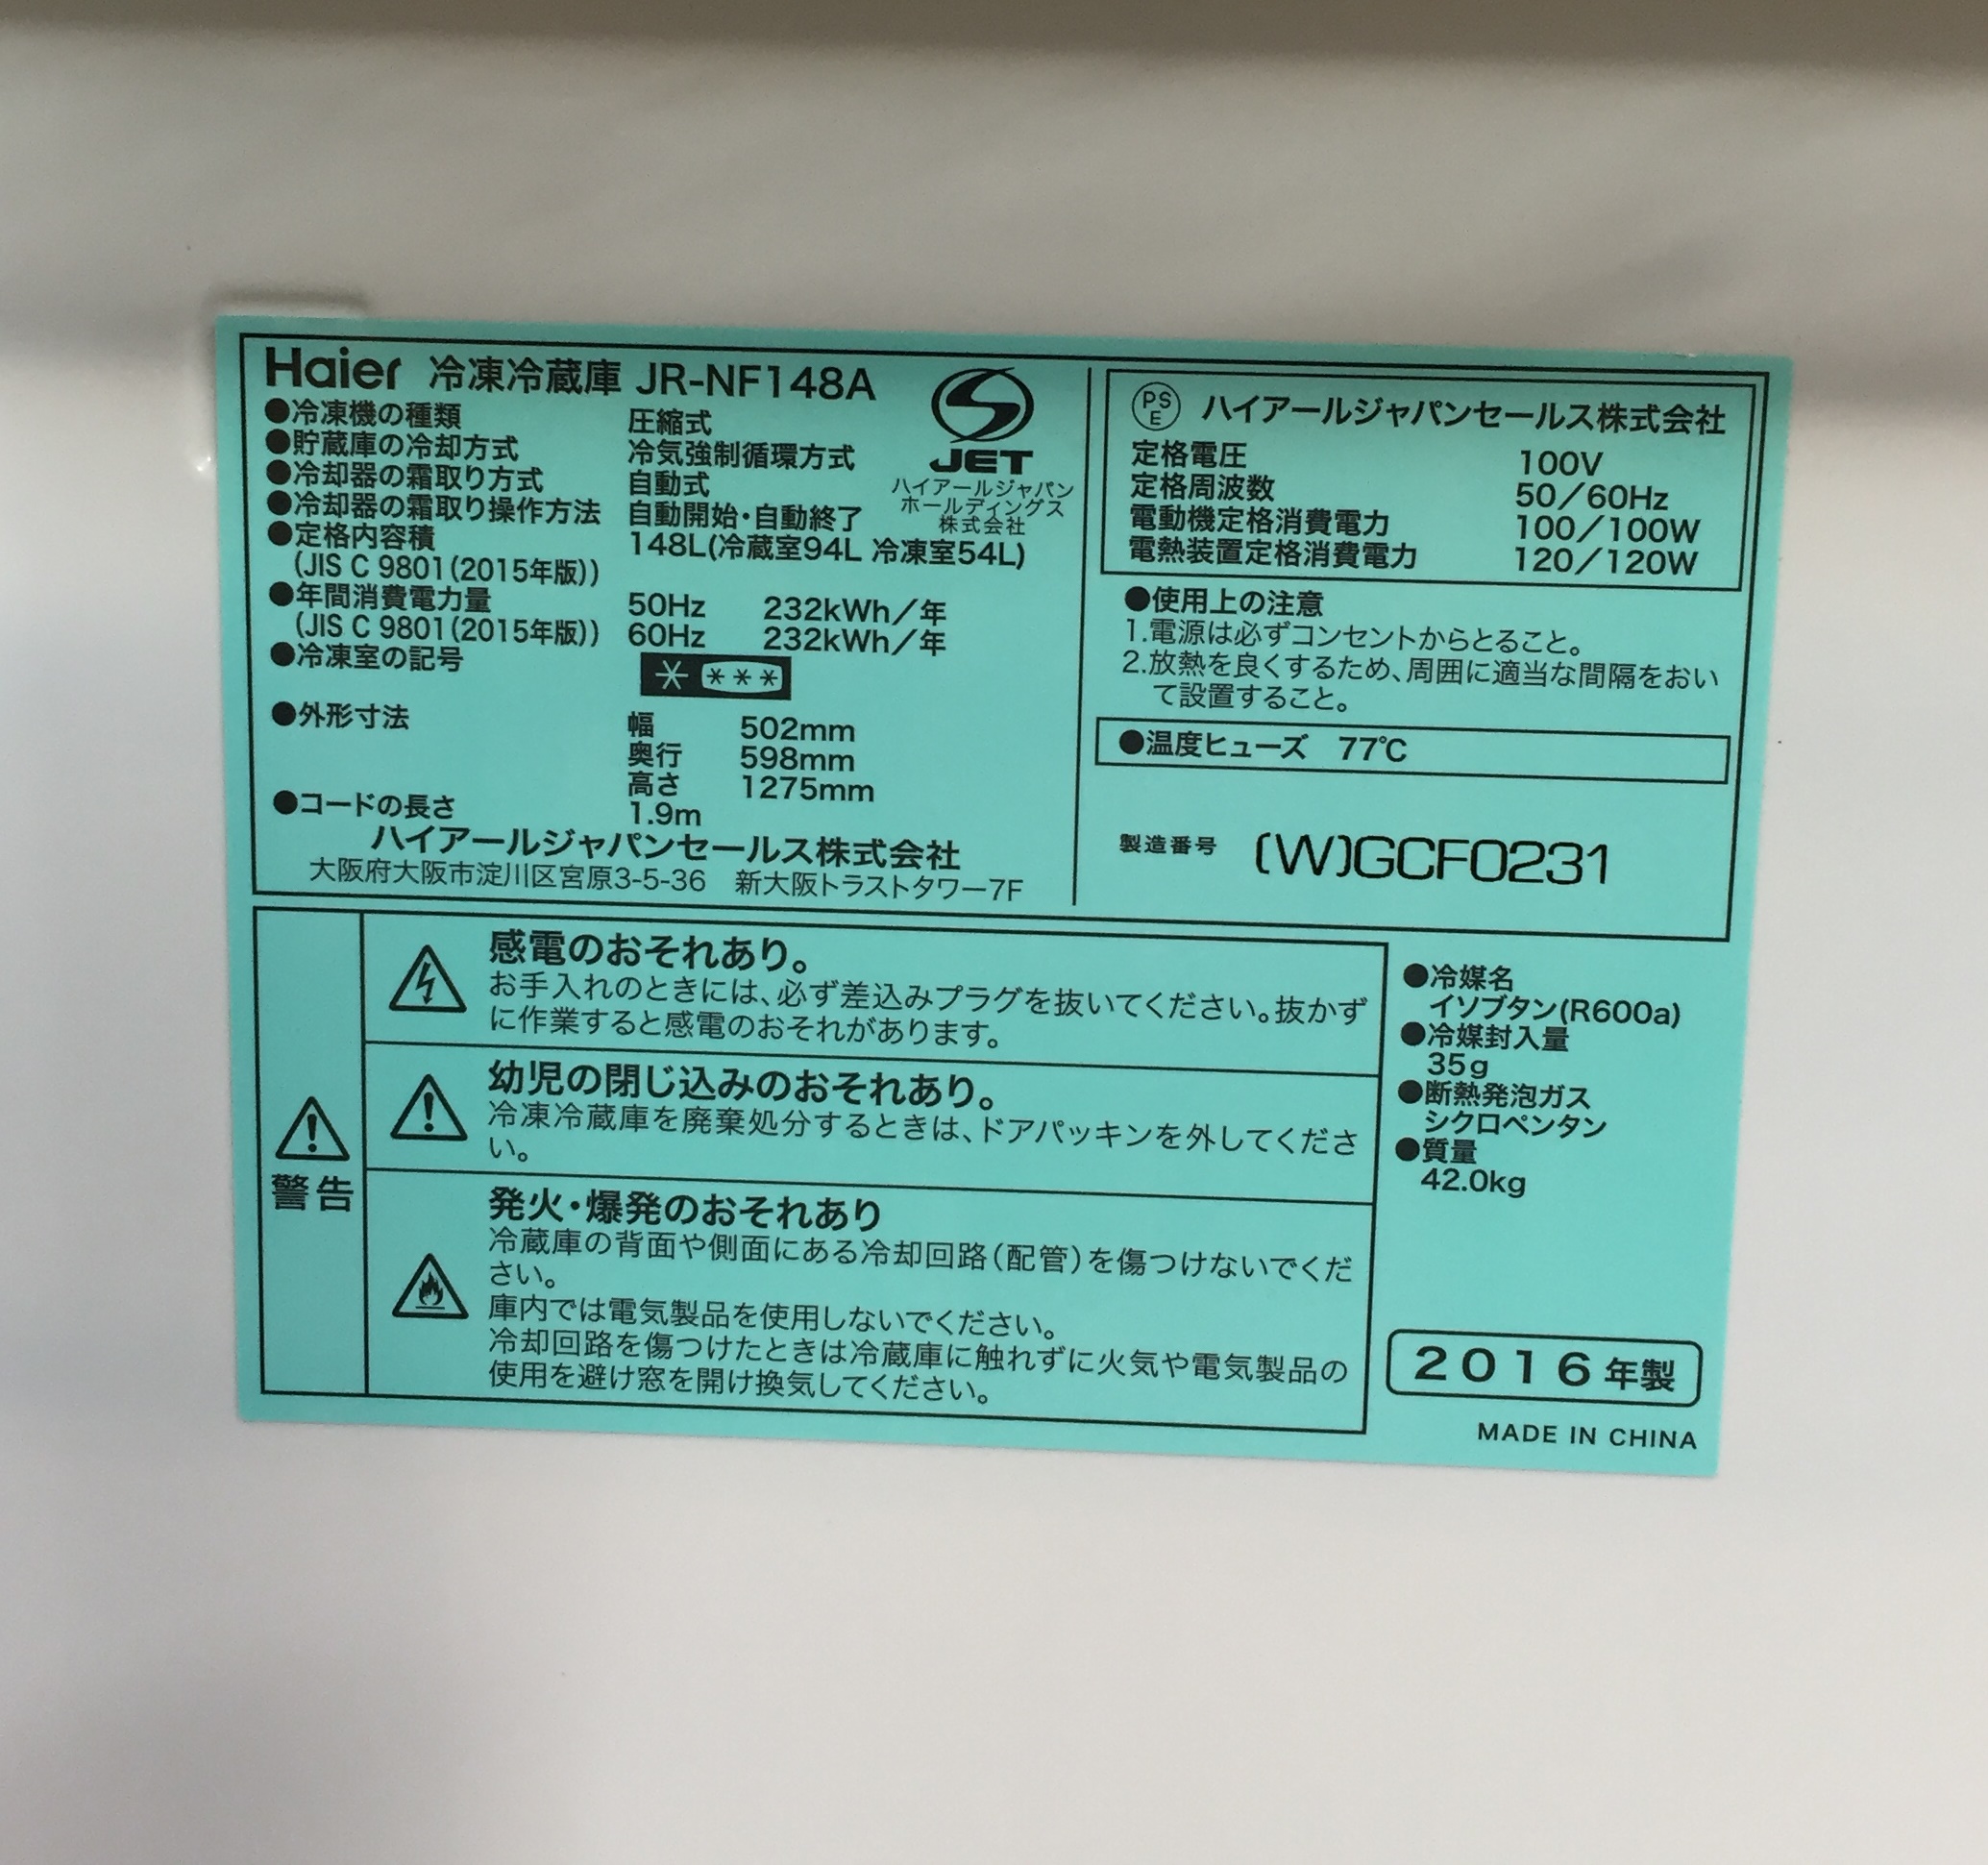 Haier 冷凍冷蔵庫 JR-NF148A
●冷凍機の種類 圧縮式
●貯蔵庫の冷却方式 冷気強制循環方式
●冷却器の霜取り方式 自動式
●冷却器の霜取り操作方法 自動開始・自動終了
●定格内容積 148L(冷蔵室94L 冷凍室54L)
(JIS C 9801(2015年版))
●年間消費電力量 50Hz 232kWh／年
(JIS C 9801(2015年版)) 60Hz 232kWh／年
●冷凍室の記号
●外形寸法 幅 502mm
奥行 598mm
高さ 1275mm
●コードの長さ 1.9m
ハイアールジャパンセールス株式会社
大阪府大阪市淀川区宮原3-5-36 新大阪トラストタワー7F
JET
ハイアールジャパン
ホールディングス
株式会社
PS
E
ハイアールジャパンセールス株式会社
定格電圧 100V
定格周波数 50／60Hz
電動機定格消費電力 100／100W
電熱装置定格消費電力 120／120W
●使用上の注意
1.電源は必ずコンセントからとること。
2.放熱を良くするため、周囲に適当な間隔をおい
て設置すること。
●温度ヒューズ 77℃
製造番号 (W)GCF0231
警告
感電のおそれあり。
お手入れのときには、必ず差込みプラグを抜いてください。抜かず
に作業すると感電のおそれがあります。
幼児の閉じ込みのおそれあり。
冷凍冷蔵庫を廃棄処分するときは、ドアパッキンを外してくださ
い。
発火・爆発のおそれあり
冷蔵庫の背面や側面にある冷却回路(配管)を傷つけないでくだ
さい。
庫内では電気製品を使用しないでください。
冷却回路を傷つけたときは冷蔵庫に触れずに火気や電気製品の
使用を避け窓を開け換気してください。
●冷媒名
イソブタン(R600a)
●冷媒封入量
35g
●断熱発泡ガス
シクロペンタン
●質量
42.0kg
2016年製
MADE IN CHINA